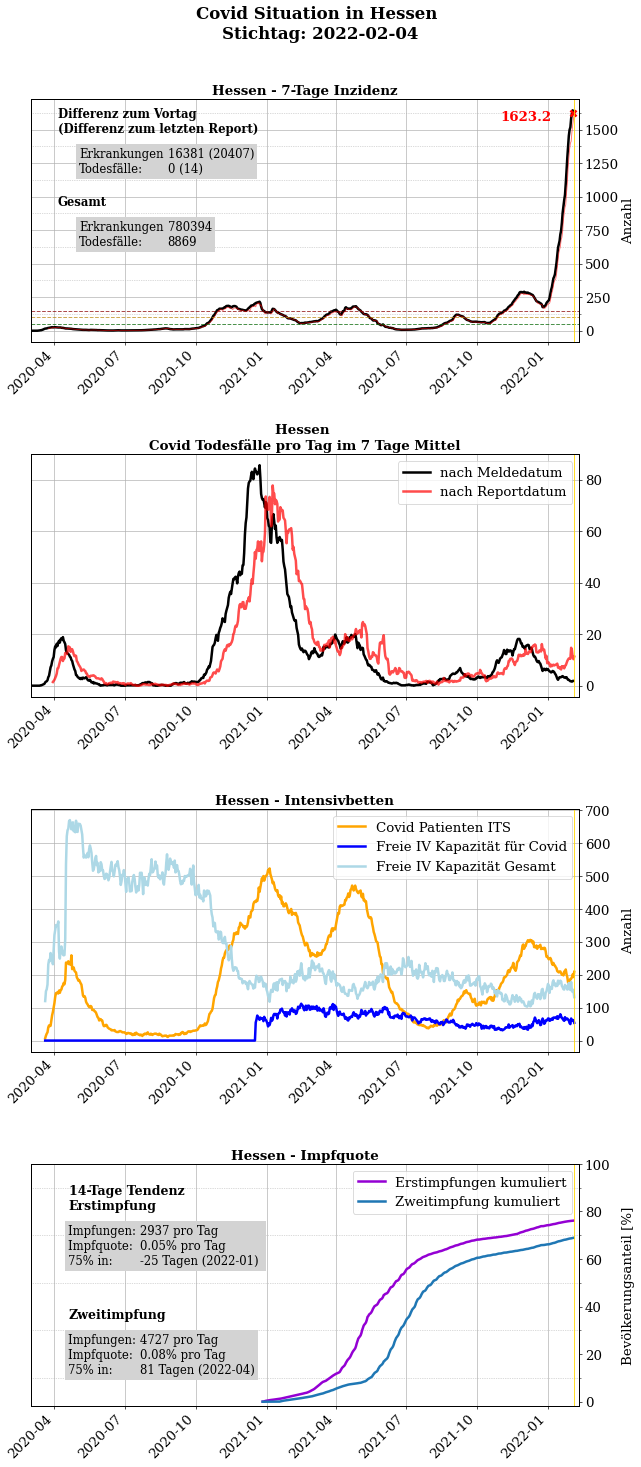 Covid Situation in Hessen
Stichtag: 2022-02-04
Hessen - 7-Tage Inzidenz
Differenz zum Vortag
(Differenz zum letzten Report)
Erkrankungen 16381 (20407)
Todesfälle: 0 (14)
Gesamt
Erkrankungen 780394
Todesfälle: 8869
1623.2
1500
1250
1000
750
500
250
0
Anzahl
2020-04
2020-07
2020-10
2021-01
2021-04
2021-07
2021-10
2022-01
Hessen
Covid Todesfälle pro Tag im 7 Tage Mittel
nach Meldedatum
nach Reportdatum
80
60
40
20
0
2020-04
2020-07
2020-10
2021-01
2021-04
2021-07
2021-10
2022-01
Hessen - Intensivbetten
Covid Patienten ITS
Freie IV Kapazität für Covid
Freie IV Kapazität Gesamt
700
600
500
400
300
200
100
0
Anzahl
2020-04
2020-07
2020-10
2021-01
2021-04
2021-07
2021-10
2022-01
Hessen - Impfquote
14-Tage Tendenz
Erstimpfung
Impfungen: 2937 pro Tag
Impfquote: 0.05% pro Tag
75% in: -25 Tagen (2022-01)
Zweitimpfung
Impfungen: 4727 pro Tag
Impfquote: 0.08% pro Tag
75% in: 81 Tagen (2022-04)
Erstimpfungen kumuliert
Zweitimpfung kumuliert
100
80
60
40
20
0
Bevölkerungsanteil [%]
2020-04
2020-07
2020-10
2021-01
2021-04
2021-07
2021-10
2022-01